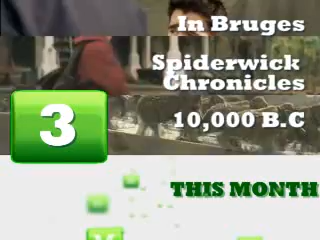 In Bruges
Spiderwick
Chronicles
10,000 B.C
3
THIS MONTH